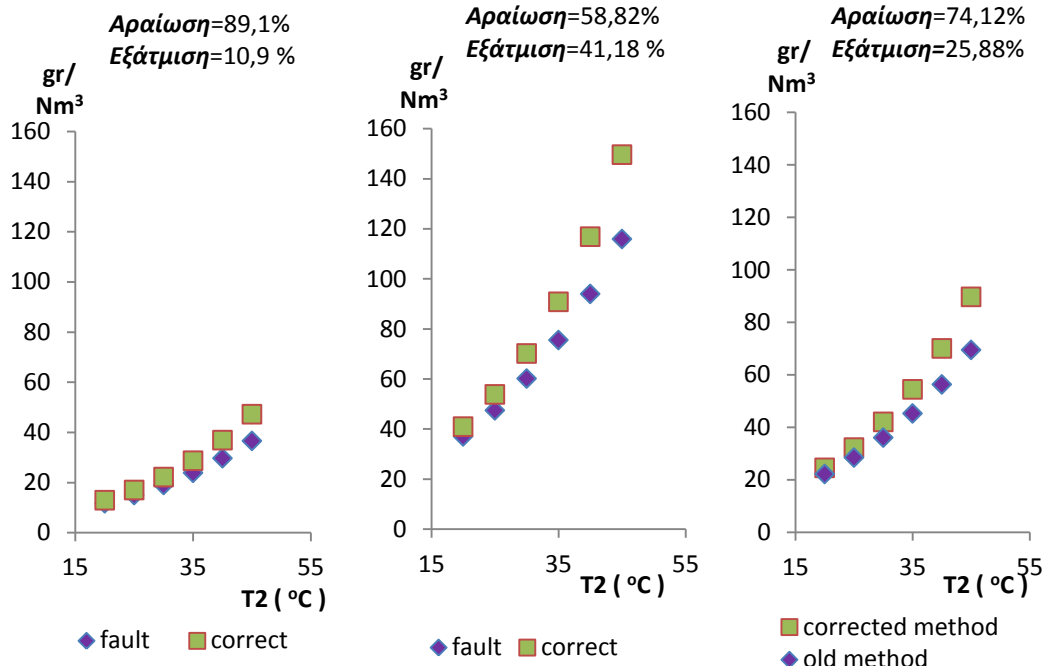 Αραίωση=89,1%
Εξάτμιση=10,9 %
gr/
Nm³
160
140
120
100
80
60
40
20
0
15 35 55
T2 ( °C )
fault correct
Αραίωση=58,82%
Εξάτμιση=41,18 %
gr/
Nm³
160
140
120
100
80
60
40
20
0
15 35 55
T2 ( °C )
fault correct
Αραίωση=74,12%
Εξάτμιση=25,88%
gr/
Nm³
160
140
120
100
80
60
40
20
0
15 35 55
T2 ( °C )
corrected method
old method